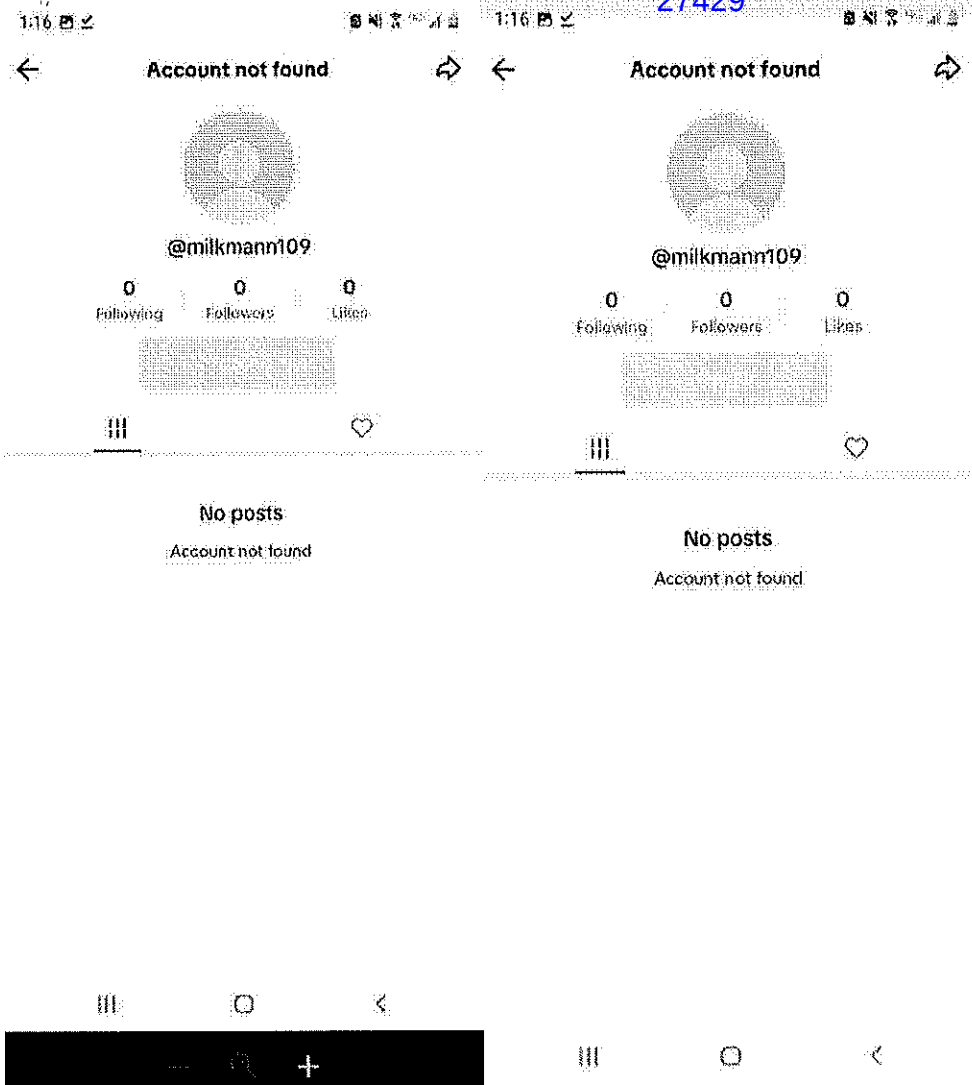 27429
1:16
Account not found
@milkmann109
0 0 0
Following Followers Likes
No posts
Account not found
1:16
Account not found
@milkmann109
0 0 0
Following Followers Likes
No posts
Account not found